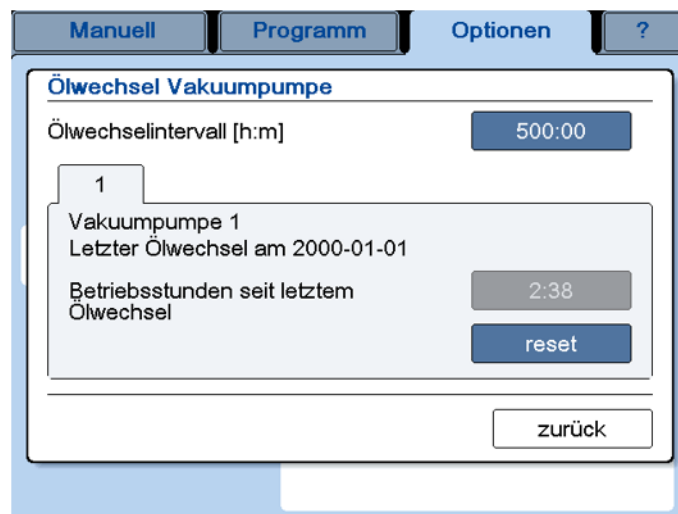 Manuell Programm Optionen ?
Ölwechsel Vakuumpumpe
Ölwechselintervall [h:m] 500:00
1
Vakuumpumpe 1
Letzter Ölwechsel am 2000-01-01
Betriebsstunden seit letztem 2:38
Ölwechsel
reset
zurück